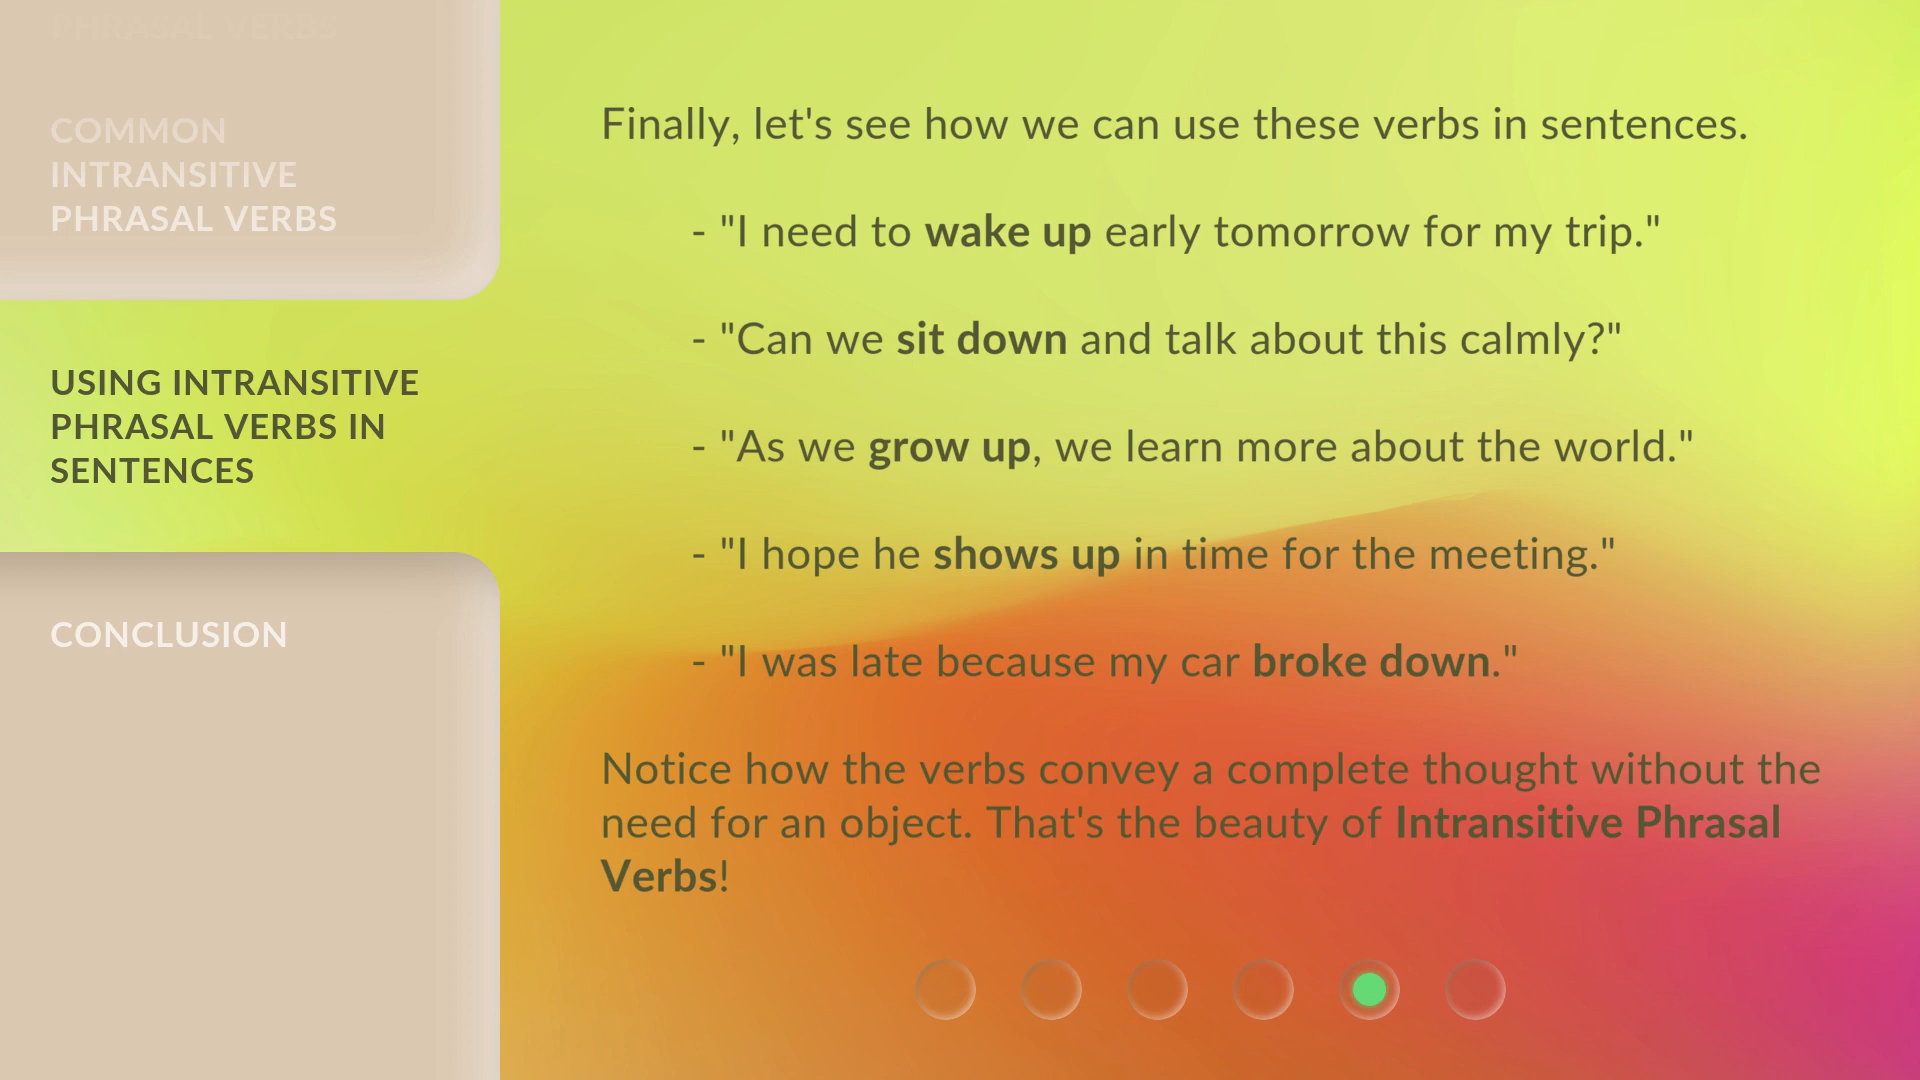 PHRASAL VERBS
COMMON
INTRANSITIVE
PHRASAL VERBS
USING INTRANSITIVE
PHRASAL VERBS IN
SENTENCES
CONCLUSION
Finally, let's see how we can use these verbs in sentences.
- "I need to wake up early tomorrow for my trip."
- "Can we sit down and talk about this calmly?"
- "As we grow up, we learn more about the world."
- "I hope he shows up in time for the meeting."
- "I was late because my car broke down."
Notice how the verbs convey a complete thought without the
need for an object. That's the beauty of Intransitive Phrasal
Verbs!